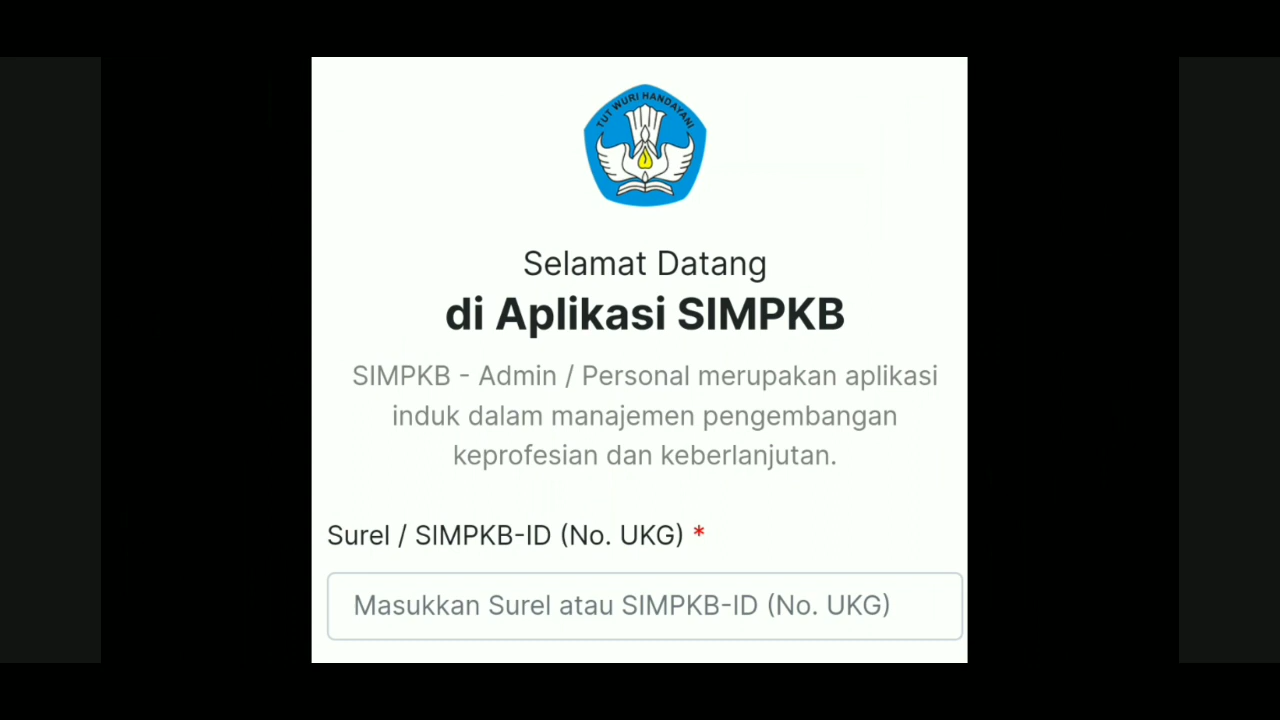 TUT WURI HANDAYANI
Selamat Datang
di Aplikasi SIMPKB
SIMPKB - Admin / Personal merupakan aplikasi
induk dalam manajemen pengembangan
keprofesian dan keberlanjutan.
Surel / SIMPKB-ID (No. UKG) *
Masukkan Surel atau SIMPKB-ID (No. UKG)